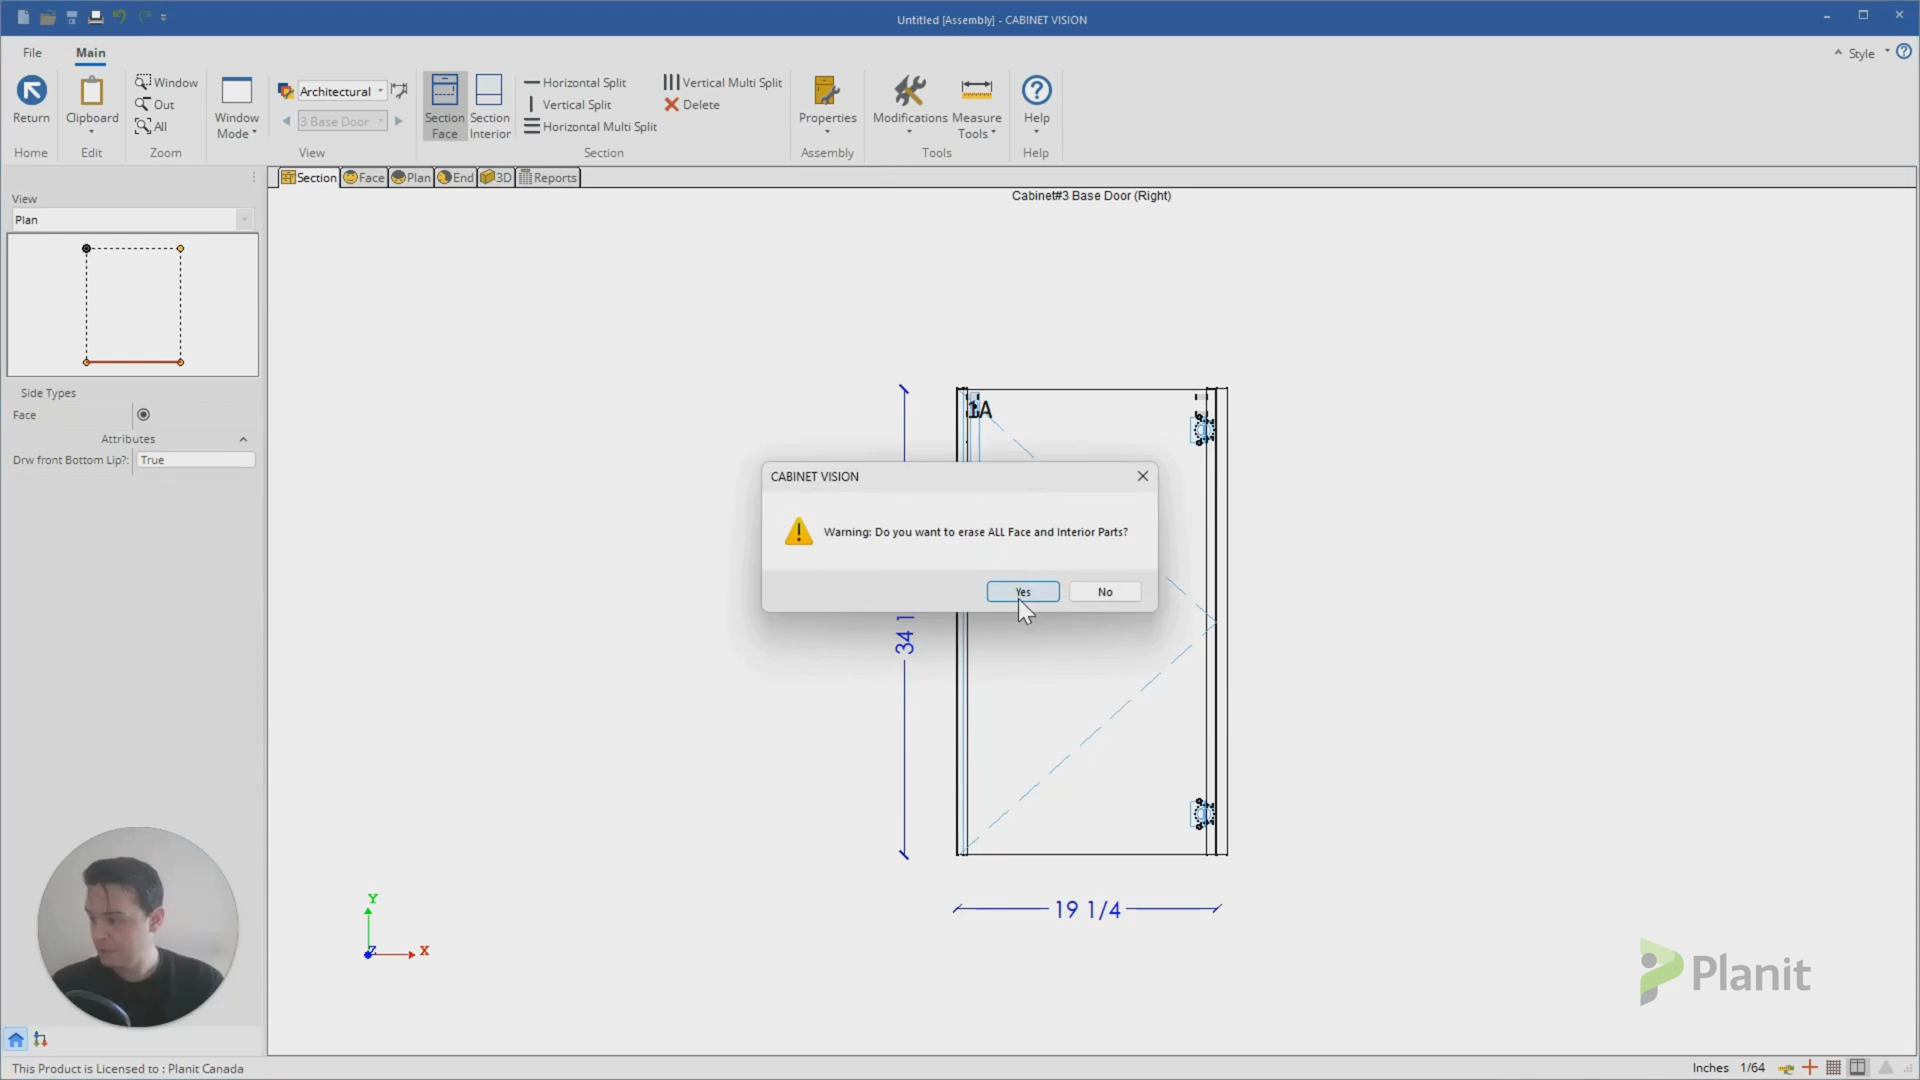 Untitled [Assembly] - CABINET VISION
File
Main
Style
Return
Clipboard
Window
Out
All
Window
Mode
Architectural
3 Base Door
Section
Face
Section
Interior
Horizontal Split
Vertical Split
Horizontal Multi Split
Vertical Multi Split
Delete
Properties
Modifications
Measure
Tools
Help
Home
Edit
Zoom
View
Section
Assembly
Tools
Help
Section
Face
Plan
End
3D
Reports
Cabinet#3 Base Door (Right)
View
Plan
Side Types
Face
Attributes
Drw front Bottom Lip?:
True
1A
CABINET VISION
Warning: Do you want to erase ALL Face and Interior Parts?
Yes
No
34 1
19 1/4
Y
Z
X
Planit
This Product is Licensed to : Planit Canada
Inches
1/64